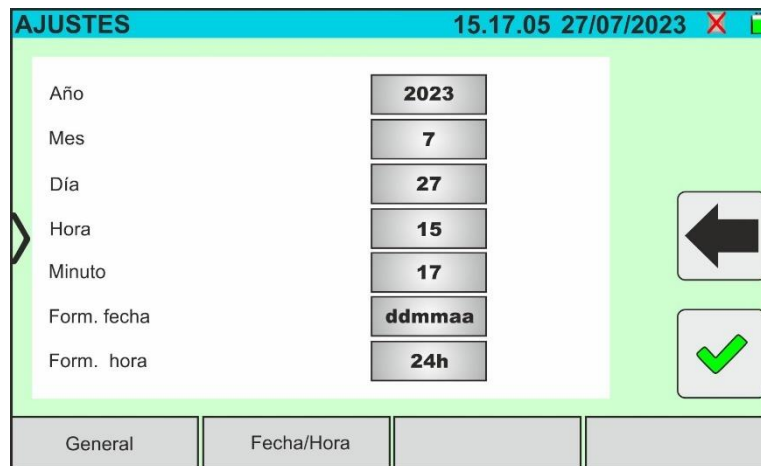 AJUSTES 15.17.05 27/07/2023
Año 2023
Mes 7
Día 27
Hora 15
Minuto 17
Form. fecha ddmmaa
Form. hora 24h
General Fecha/Hora